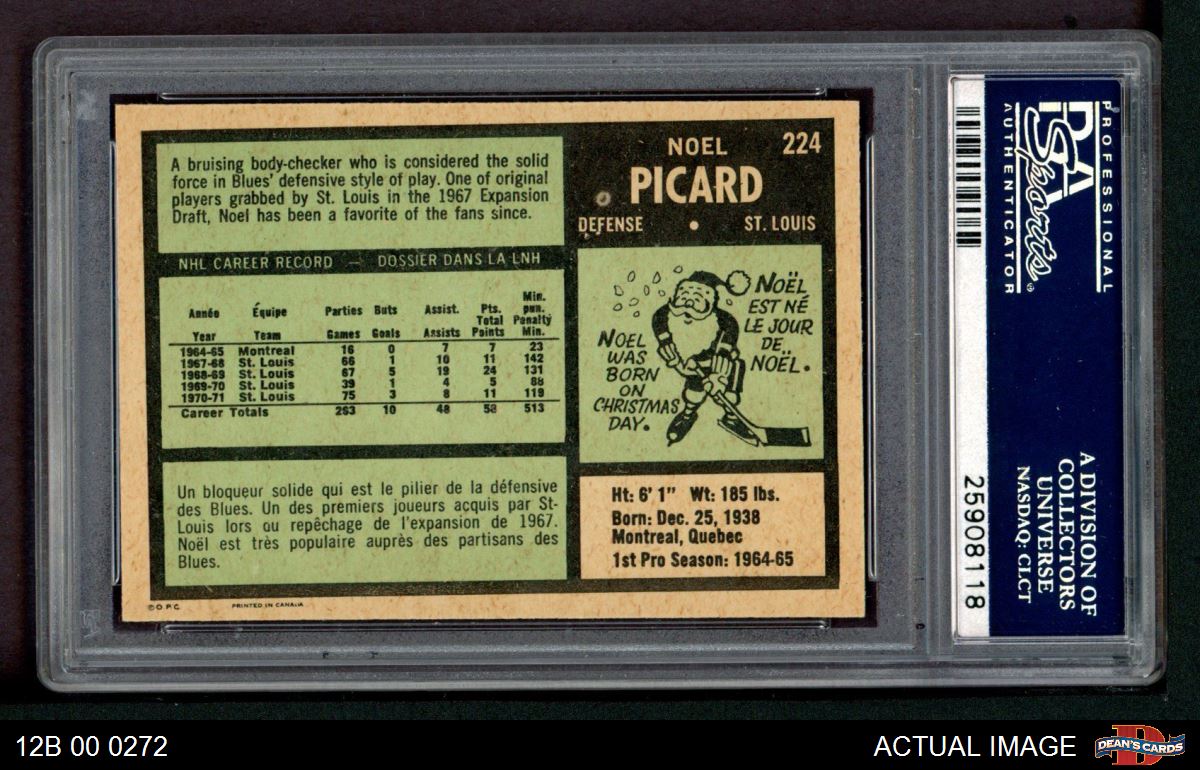 NOEL
224
PICARD
DEFENSE • ST. LOUIS
A bruising body-checker who is considered the solid
force in Blues' defensive style of play. One of original
players grabbed by St. Louis in the 1967 Expansion
Draft, Noel has been a favorite of the fans since.
NHL CAREER RECORD — DOSSIER DANS LA LNH
Année Équipe Parties Buts Assist. Pts. Total Min. pun.
Year Team Games Goals Assists Points Penalty Min.
1964-65 Montreal 16 0 7 7 23
1967-68 St. Louis 66 1 10 11 142
1968-69 St. Louis 67 5 19 24 131
1969-70 St. Louis 39 1 4 5 88
1970-71 St. Louis 75 3 8 11 119
Career Totals 263 10 48 58 513
Un bloqueur solide qui est le pilier de la défensive
des Blues. Un des premiers joueurs acquis par St-
Louis lors ou repêchage de l'expansion de 1967.
Noël est très populaire auprès des partisans des
Blues.
NOEL
WAS
BORN
ON
CHRISTMAS
DAY.
NOËL
EST NÉ
LE JOUR
DE
NOËL.
Ht: 6' 1" Wt: 185 lbs.
Born: Dec. 25, 1938
Montreal, Quebec
1st Pro Season: 1964-65
©O.P.C. PRINTED IN CANADA
PROFESSIONAL
PSA
Sports
AUTHENTICATOR
A DIVISION OF
COLLECTORS
UNIVERSE
NASDAQ: CLCT
25908118
12B 00 0272
ACTUAL IMAGE
D
DEAN'S CARDS